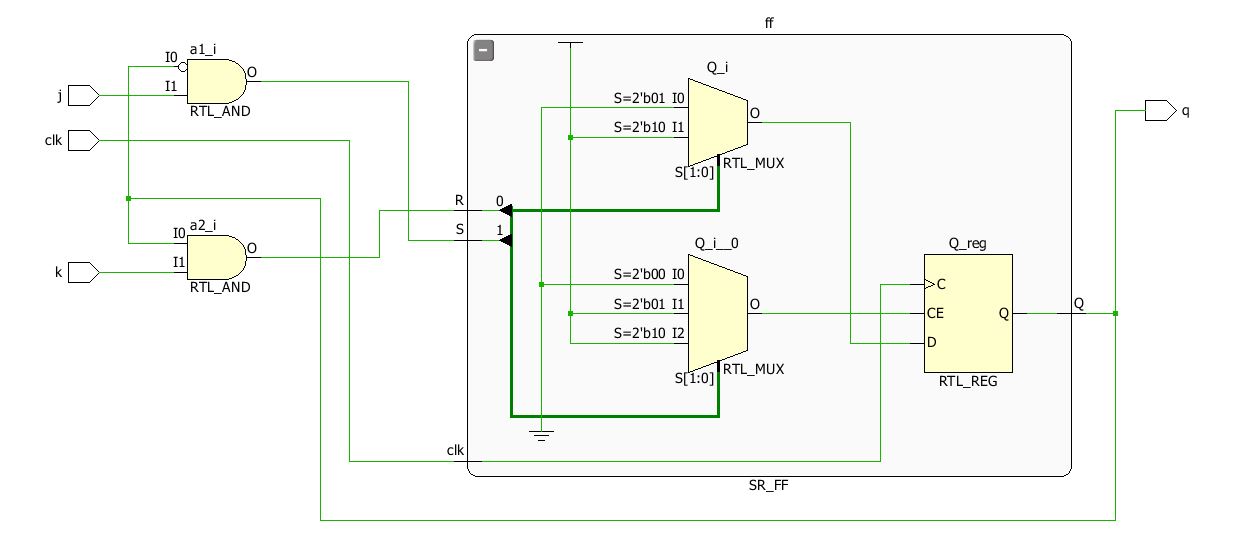 ff
a1_i
I0
O
I1
j
RTL_AND
clk
Q_i
S=2'b01 I0
O
S=2'b10 I1
RTL_MUX
S[1:0]
q
R 0
S 1
a2_i
I0
O
I1
k
RTL_AND
Q_i__0
S=2'b00 I0
S=2'b01 I1
O
S=2'b10 I2
RTL_MUX
S[1:0]
Q_reg
C
CE
Q
D
RTL_REG
Q
clk
SR_FF